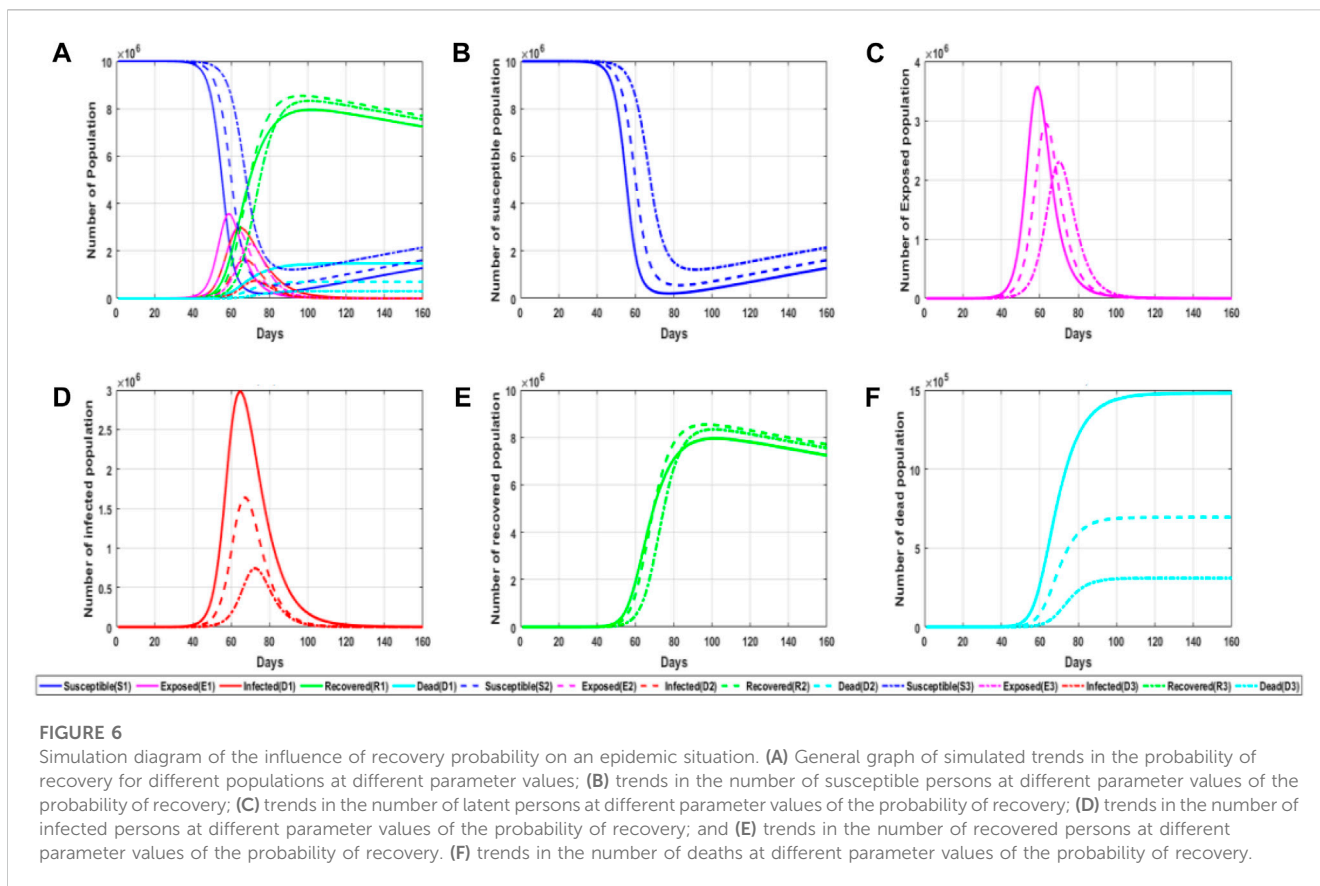 A
×10^6
10
8
6
4
2
0
Number of Population
0 20 40 60 80 100 120 140 160
Days
B
×10^6
10
8
6
4
2
0
Number of susceptible population
0 20 40 60 80 100 120 140 160
Days
C
×10^6
4
3
2
1
0
Number of Exposed population
0 20 40 60 80 100 120 140 160
Days
D
×10^6
3
2.5
2
1.5
1
0.5
0
Number of infected population
0 20 40 60 80 100 120 140 160
Days
E
×10^6
10
8
6
4
2
0
Number of recovered population
0 20 40 60 80 100 120 140 160
Days
F
×10^5
15
10
5
0
Number of dead population
0 20 40 60 80 100 120 140 160
Days
Susceptible(S1) Exposed(E1) Infected(D1) Recovered(R1) Dead(D1) Susceptible(S2) Exposed(E2) Infected(D2) Recovered(R2) Dead(D2) Susceptible(S3) Exposed(E3) Infected(D3) Recovered(R3) Dead(D3)
FIGURE 6
Simulation diagram of the influence of recovery probability on an epidemic situation. (A) General graph of simulated trends in the probability of
recovery for different populations at different parameter values; (B) trends in the number of susceptible persons at different parameter values of the
probability of recovery; (C) trends in the number of latent persons at different parameter values of the probability of recovery; (D) trends in the number of
infected persons at different parameter values of the probability of recovery; and (E) trends in the number of recovered persons at different
parameter values of the probability of recovery. (F) trends in the number of deaths at different parameter values of the probability of recovery.